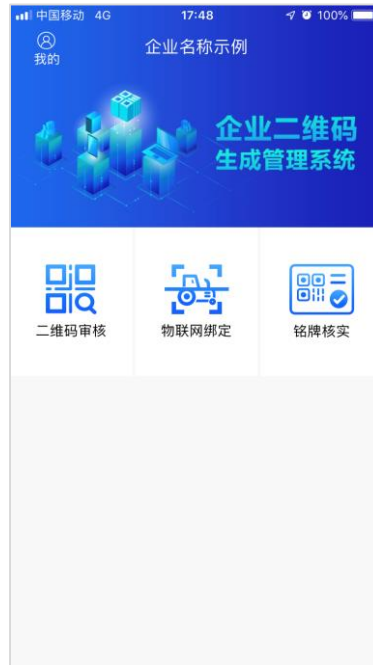 中国移动 4G 17:48 100%
我的
企业名称示例
企业二维码
生成管理系统
二维码审核
物联网绑定
铭牌核实